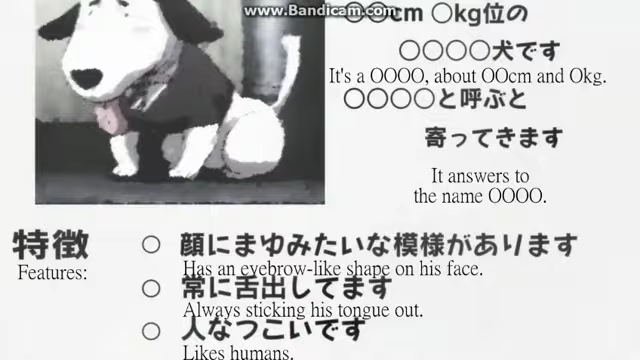 www.Bandicam.com
〇〇cm 〇kg位の
〇〇〇〇犬です
It's a OOOO, about OOcm and Okg.
〇〇〇〇と呼ぶと
寄ってきます
It answers to
the name OOOO.
特徴
Features:
〇 顔にまゆみたいな模様があります
Has an eyebrow-like shape on his face.
〇 常に舌出してます
Always sticking his tongue out.
〇 人なつこいです
Likes humans.